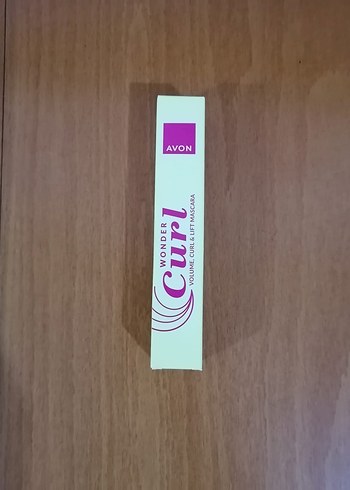 AVON
WONDER
Curl
VOLUME, CURL & LIFT MASCARA